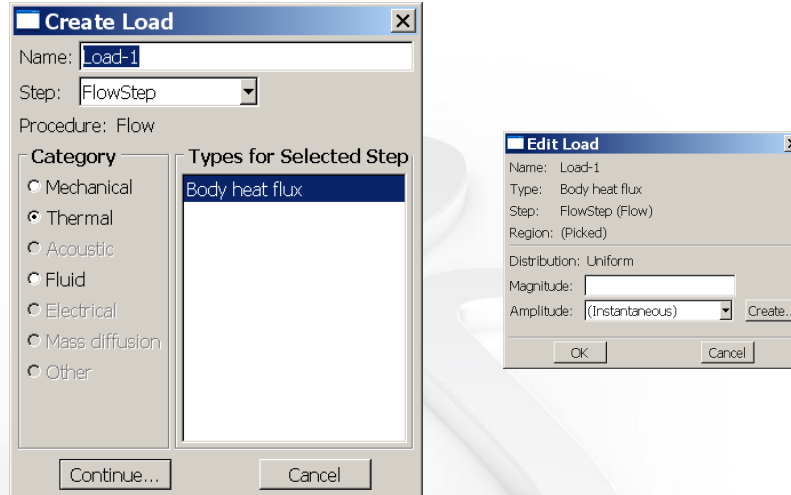 Create Load
Name: Load-1
Step: FlowStep
Procedure: Flow
Category
Mechanical
Thermal
Acoustic
Fluid
Electrical
Mass diffusion
Other
Types for Selected Step
Body heat flux
Continue...
Cancel
Edit Load
Name: Load-1
Type: Body heat flux
Step: FlowStep (Flow)
Region: (Picked)
Distribution: Uniform
Magnitude:
Amplitude: (Instantaneous) Create...
OK Cancel